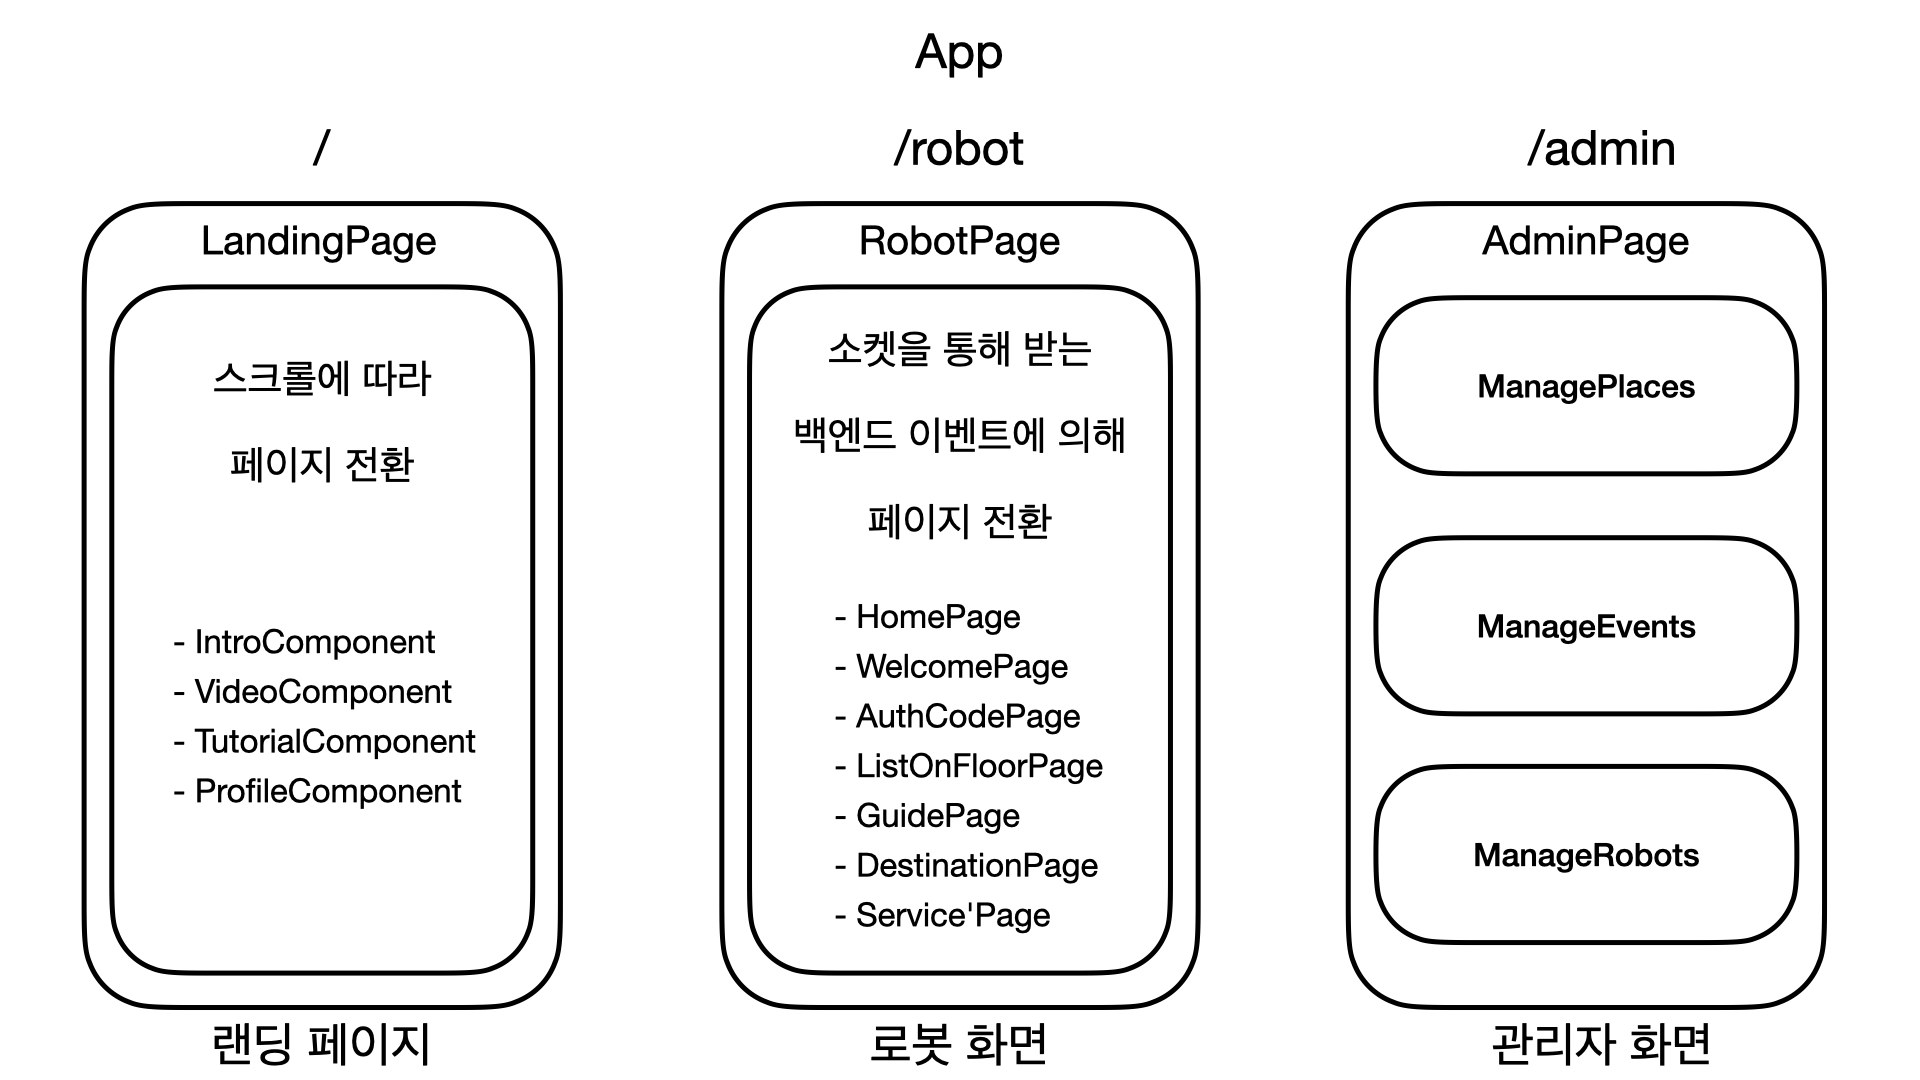 App
/
/robot
/admin
LandingPage
스크롤에 따라
페이지 전환
- IntroComponent
- VideoComponent
- TutorialComponent
- ProfileComponent
랜딩 페이지
RobotPage
소켓을 통해 받는
백엔드 이벤트에 의해
페이지 전환
- HomePage
- WelcomePage
- AuthCodePage
- ListOnFloorPage
- GuidePage
- DestinationPage
- Service'Page
로봇 화면
AdminPage
ManagePlaces
ManageEvents
ManageRobots
관리자 화면